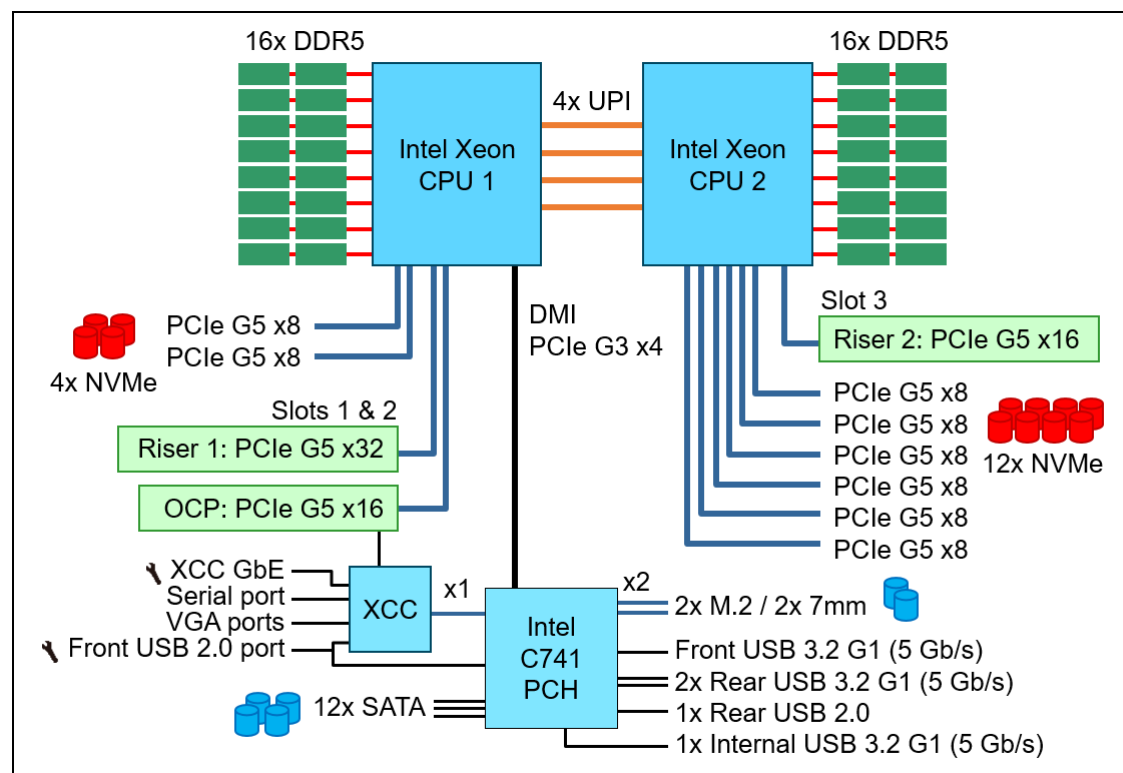 16x DDR5
16x DDR5
4x UPI
Intel Xeon
CPU 1
Intel Xeon
CPU 2
PCIe G5 x8
PCIe G5 x8
4x NVMe
DMI
PCIe G3 x4
Slot 3
Riser 2: PCIe G5 x16
Slots 1 & 2
Riser 1: PCIe G5 x32
OCP: PCIe G5 x16
PCIe G5 x8
PCIe G5 x8
PCIe G5 x8
PCIe G5 x8
PCIe G5 x8
PCIe G5 x8
12x NVMe
XCC GbE
Serial port
VGA ports
Front USB 2.0 port
XCC
x1
x2
Intel
C741
PCH
12x SATA
2x M.2 / 2x 7mm
Front USB 3.2 G1 (5 Gb/s)
2x Rear USB 3.2 G1 (5 Gb/s)
1x Rear USB 2.0
1x Internal USB 3.2 G1 (5 Gb/s)